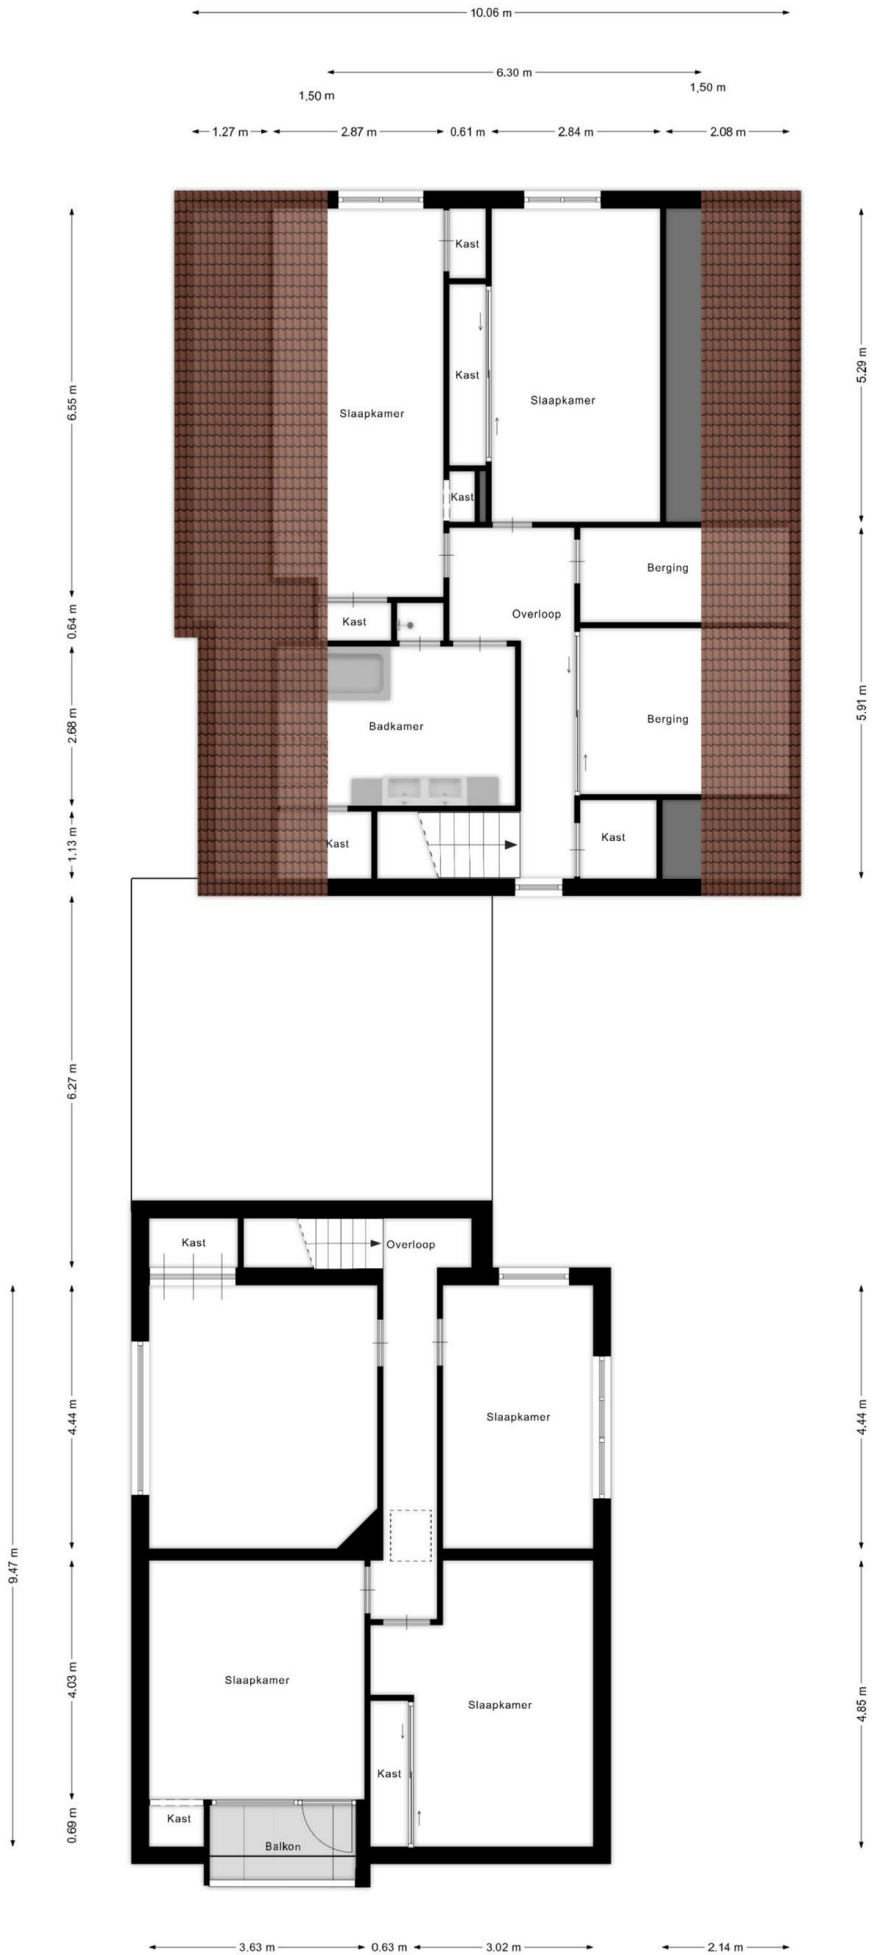 10.06 m
6.30 m
1,50 m
1,50 m
1.27 m
2.87 m
0.61 m
2.84 m
2.08 m
Kast
6.55 m
5.29 m
Kast
Slaapkamer
Slaapkamer
Kast
Berging
Overloop
Kast
0.64 m
Berging
Badkamer
2.68 m
5.91 m
Kast
Kast
1.13 m
6.27 m
Kast
Overloop
Slaapkamer
4.44 m
4.44 m
9.47 m
Slaapkamer
Slaapkamer
4.03 m
4.85 m
Kast
Kast
Balkon
0.69 m
3.63 m
0.63 m
3.02 m
2.14 m